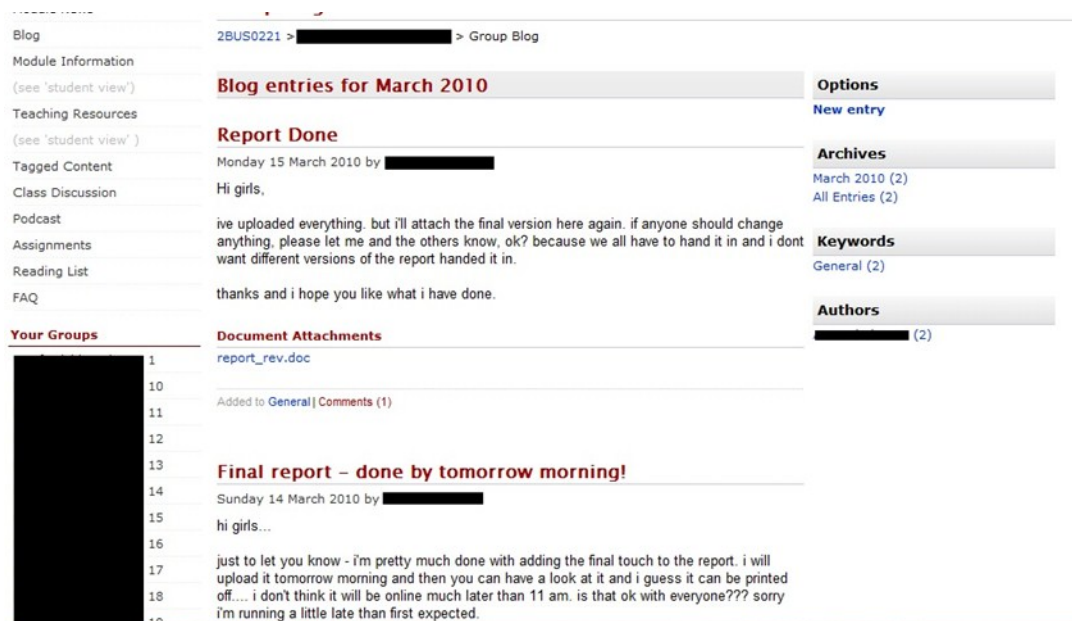 Blog
Module Information
(see 'student view')
Teaching Resources
(see 'student view' )
Tagged Content
Class Discussion
Podcast
Assignments
Reading List
FAQ
Your Groups
1
10
11
12
13
14
15
16
17
18
2BUS0221 > > Group Blog
Blog entries for March 2010
Report Done
Monday 15 March 2010 by
Hi girls,
ive uploaded everything. but i'll attach the final version here again. if anyone should change
anything, please let me and the others know, ok? because we all have to hand it in and i dont
want different versions of the report handed it in.
thanks and i hope you like what i have done.
Document Attachments
report_rev.doc
Added to General | Comments (1)
Final report – done by tomorrow morning!
Sunday 14 March 2010 by
hi girls...
just to let you know - i'm pretty much done with adding the final touch to the report. i will
upload it tomorrow morning and then you can have a look at it and i guess it can be printed
off.... i don't think it will be online much later than 11 am. is that ok with everyone??? sorry
i'm running a little late than first expected.
Options
New entry
Archives
March 2010 (2)
All Entries (2)
Keywords
General (2)
Authors
(2)